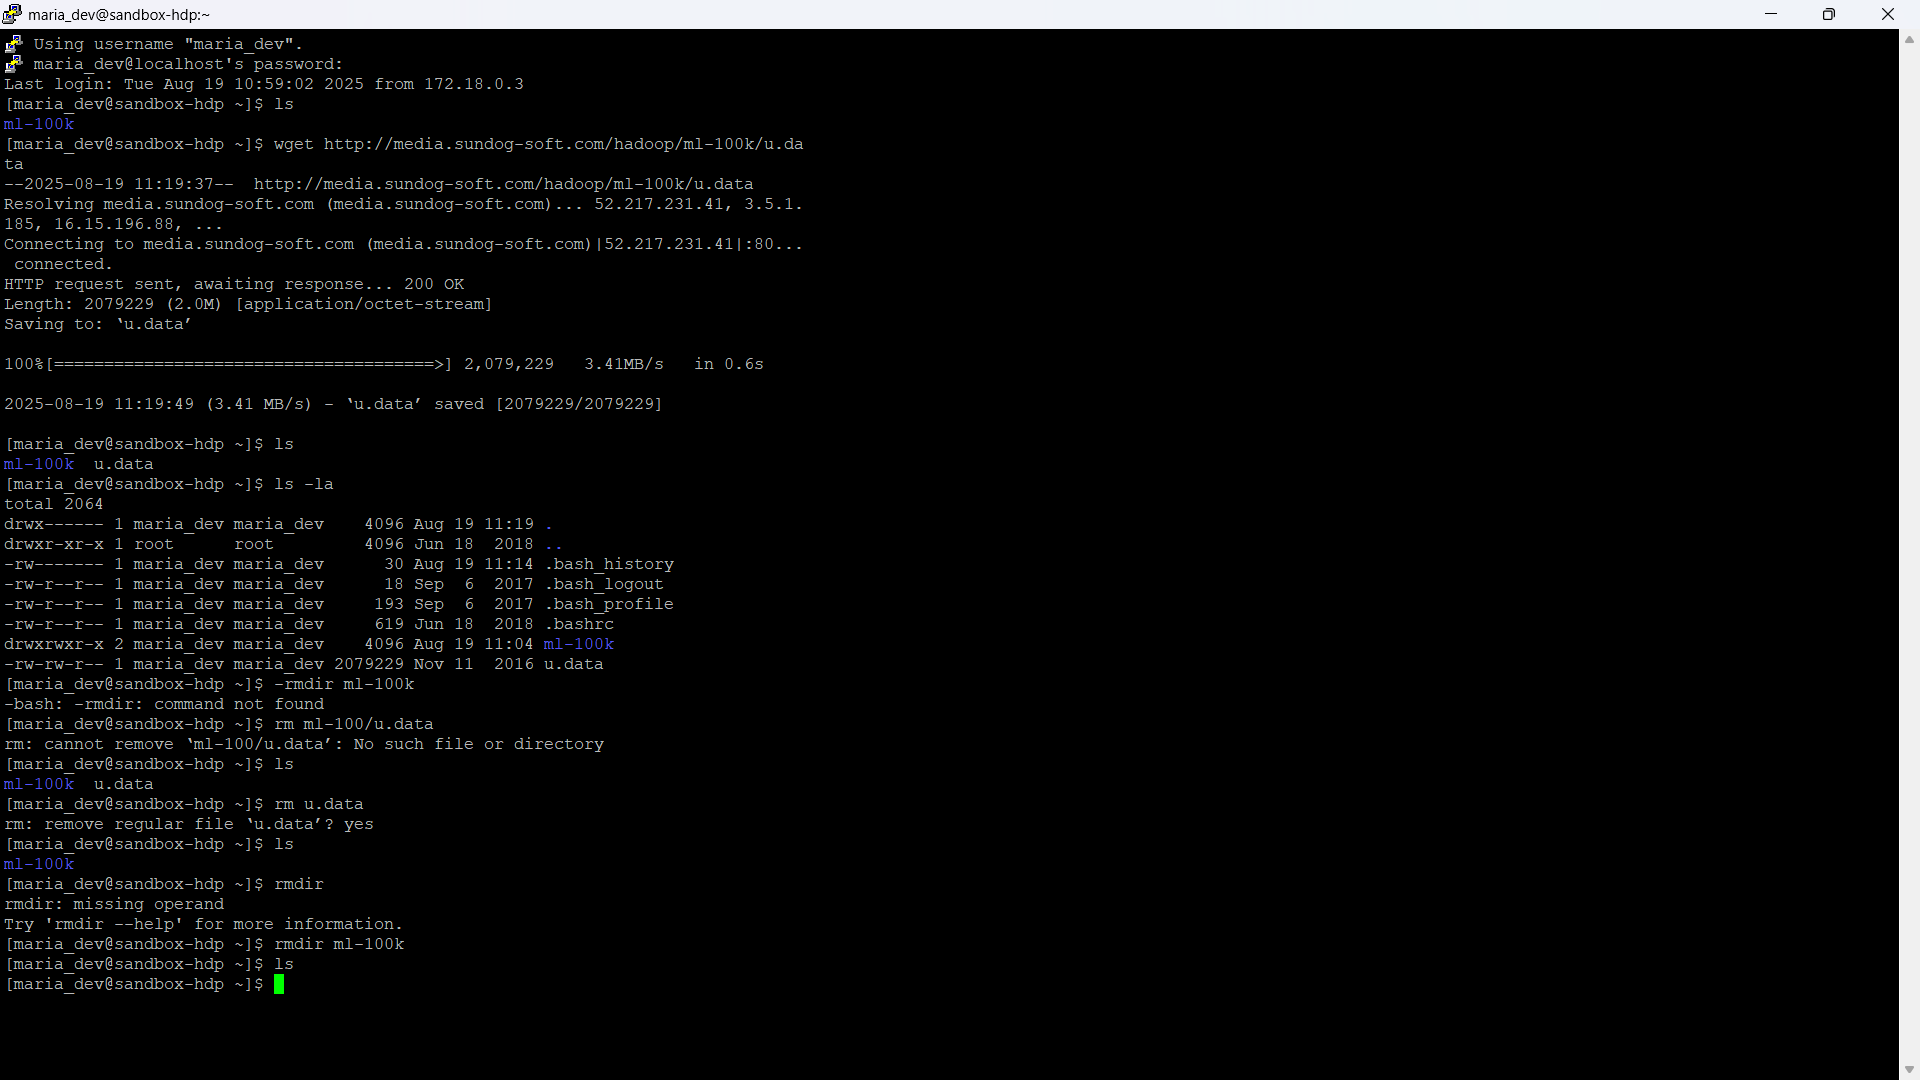 maria_dev@sandbox-hdp:~
Using username "maria_dev".
maria_dev@localhost's password:
Last login: Tue Aug 19 10:59:02 2025 from 172.18.0.3
[maria_dev@sandbox-hdp ~]$ ls
ml-100k
[maria_dev@sandbox-hdp ~]$ wget http://media.sundog-soft.com/hadoop/ml-100k/u.da
ta
--2025-08-19 11:19:37--  http://media.sundog-soft.com/hadoop/ml-100k/u.data
Resolving media.sundog-soft.com (media.sundog-soft.com)... 52.217.231.41, 3.5.1.
185, 16.15.196.88, ...
Connecting to media.sundog-soft.com (media.sundog-soft.com)|52.217.231.41|:80...
 connected.
HTTP request sent, awaiting response... 200 OK
Length: 2079229 (2.0M) [application/octet-stream]
Saving to: ‘u.data’
100%[======================================>] 2,079,229   3.41MB/s   in 0.6s
2025-08-19 11:19:49 (3.41 MB/s) - ‘u.data’ saved [2079229/2079229]
[maria_dev@sandbox-hdp ~]$ ls
ml-100k  u.data
[maria_dev@sandbox-hdp ~]$ ls -la
total 2064
drwx------ 1 maria_dev maria_dev    4096 Aug 19 11:19 .
drwxr-xr-x 1 root      root         4096 Jun 18  2018 ..
-rw------- 1 maria_dev maria_dev      30 Aug 19 11:14 .bash_history
-rw-r--r-- 1 maria_dev maria_dev      18 Sep  6  2017 .bash_logout
-rw-r--r-- 1 maria_dev maria_dev     193 Sep  6  2017 .bash_profile
-rw-r--r-- 1 maria_dev maria_dev     619 Jun 18  2018 .bashrc
drwxrwxr-x 2 maria_dev maria_dev    4096 Aug 19 11:04 ml-100k
-rw-rw-r-- 1 maria_dev maria_dev 2079229 Nov 11  2016 u.data
[maria_dev@sandbox-hdp ~]$ -rmdir ml-100k
-bash: -rmdir: command not found
[maria_dev@sandbox-hdp ~]$ rm ml-100/u.data
rm: cannot remove ‘ml-100/u.data’: No such file or directory
[maria_dev@sandbox-hdp ~]$ ls
ml-100k  u.data
[maria_dev@sandbox-hdp ~]$ rm u.data
rm: remove regular file ‘u.data’? yes
[maria_dev@sandbox-hdp ~]$ ls
ml-100k
[maria_dev@sandbox-hdp ~]$ rmdir
rmdir: missing operand
Try 'rmdir --help' for more information.
[maria_dev@sandbox-hdp ~]$ rmdir ml-100k
[maria_dev@sandbox-hdp ~]$ ls
[maria_dev@sandbox-hdp ~]$